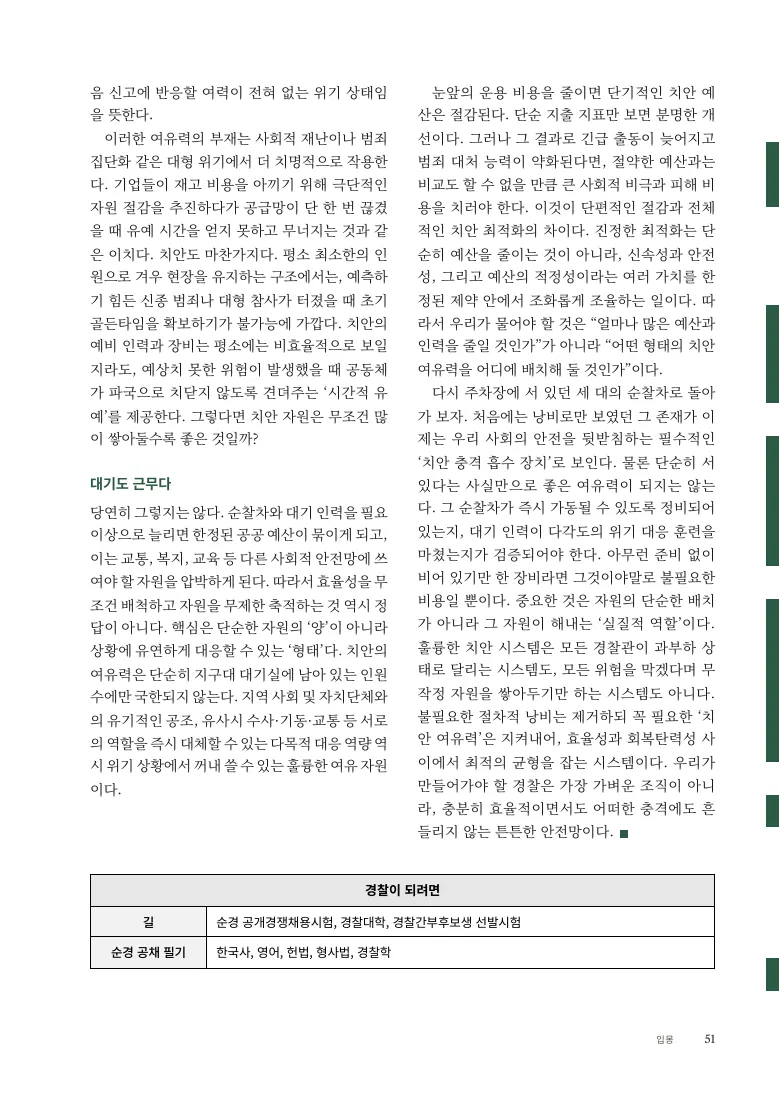 음 신고에 반응할 여력이 전혀 없는 위기 상태임
을 뜻한다.
이러한 여유력의 부재는 사회적 재난이나 범죄
집단화 같은 대형 위기에서 더 치명적으로 작용한
다. 기업들이 재고 비용을 아끼기 위해 극단적인
자원 절감을 추진하다가 공급망이 단 한 번 끊겼
을 때 유예 시간을 얻지 못하고 무너지는 것과 같
은 이치다. 치안도 마찬가지다. 평소 최소한의 인
원으로 겨우 현장을 유지하는 구조에서는, 예측하
기 힘든 신종 범죄나 대형 참사가 터졌을 때 초기
골든타임을 확보하기가 불가능에 가깝다. 치안의
예비 인력과 장비는 평소에는 비효율적으로 보일
지라도, 예상치 못한 위험이 발생했을 때 공동체
가 파국으로 치닫지 않도록 견뎌주는 ‘시간적 유
예’를 제공한다. 그렇다면 치안 자원은 무조건 많
이 쌓아둘수록 좋은 것일까?
대기도 근무다
당연히 그렇지는 않다. 순찰차와 대기 인력을 필요
이상으로 늘리면 한정된 공공 예산이 묶이게 되고,
이는 교통, 복지, 교육 등 다른 사회적 안전망에 쓰
여야 할 자원을 압박하게 된다. 따라서 효율성을 무
조건 배척하고 자원을 무제한 축적하는 것 역시 정
답이 아니다. 핵심은 단순한 자원의 ‘양’이 아니라
상황에 유연하게 대응할 수 있는 ‘형태’다. 치안의
여유력은 단순히 지구대 대기실에 남아 있는 인원
수에만 국한되지 않는다. 지역 사회 및 자치단체와
의 유기적인 공조, 유사시 수사·기동·교통 등 서로
의 역할을 즉시 대체할 수 있는 다목적 대응 역량 역
시 위기 상황에서 꺼내 쓸 수 있는 훌륭한 여유 자원
이다.
눈앞의 운용 비용을 줄이면 단기적인 치안 예
산은 절감된다. 단순 지출 지표만 보면 분명한 개
선이다. 그러나 그 결과로 긴급 출동이 늦어지고
범죄 대처 능력이 약화된다면, 절약한 예산과는
비교도 할 수 없을 만큼 큰 사회적 비극과 피해 비
용을 치러야 한다. 이것이 단편적인 절감과 전체
적인 치안 최적화의 차이다. 진정한 최적화는 단
순히 예산을 줄이는 것이 아니라, 신속성과 안전
성, 그리고 예산의 적정성이라는 여러 가치를 한
정된 제약 안에서 조화롭게 조율하는 일이다. 따
라서 우리가 물어야 할 것은 “얼마나 많은 예산과
인력을 줄일 것인가”가 아니라 “어떤 형태의 치안
여유력을 어디에 배치해 둘 것인가”이다.
다시 주차장에 서 있던 세 대의 순찰차로 돌아
가 보자. 처음에는 낭비로만 보였던 그 존재가 이
제는 우리 사회의 안전을 뒷받침하는 필수적인
‘치안 충격 흡수 장치’로 보인다. 물론 단순히 서
있다는 사실만으로 좋은 여유력이 되지는 않는
다. 그 순찰차가 즉시 가동될 수 있도록 정비되어
있는지, 대기 인력이 다각도의 위기 대응 훈련을
마쳤는지가 검증되어야 한다. 아무런 준비 없이
비어 있기만 한 장비라면 그것이야말로 불필요한
비용일 뿐이다. 중요한 것은 자원의 단순한 배치
가 아니라 그 자원이 해내는 ‘실질적 역할’이다.
훌륭한 치안 시스템은 모든 경찰관이 과부하 상
태로 달리는 시스템도, 모든 위험을 막겠다며 무
작정 자원을 쌓아두기만 하는 시스템도 아니다.
불필요한 절차적 낭비는 제거하되 꼭 필요한 ‘치
안 여유력’은 지켜내어, 효율성과 회복탄력성 사
이에서 최적의 균형을 잡는 시스템이다. 우리가
만들어가야 할 경찰은 가장 가벼운 조직이 아니
라, 충분히 효율적이면서도 어떠한 충격에도 흔
들리지 않는 튼튼한 안전망이다. ■
경찰이 되려면
길 순경 공개경쟁채용시험, 경찰대학, 경찰간부후보생 선발시험
순경 공채 필기 한국사, 영어, 헌법, 형사법, 경찰학
입몽 51